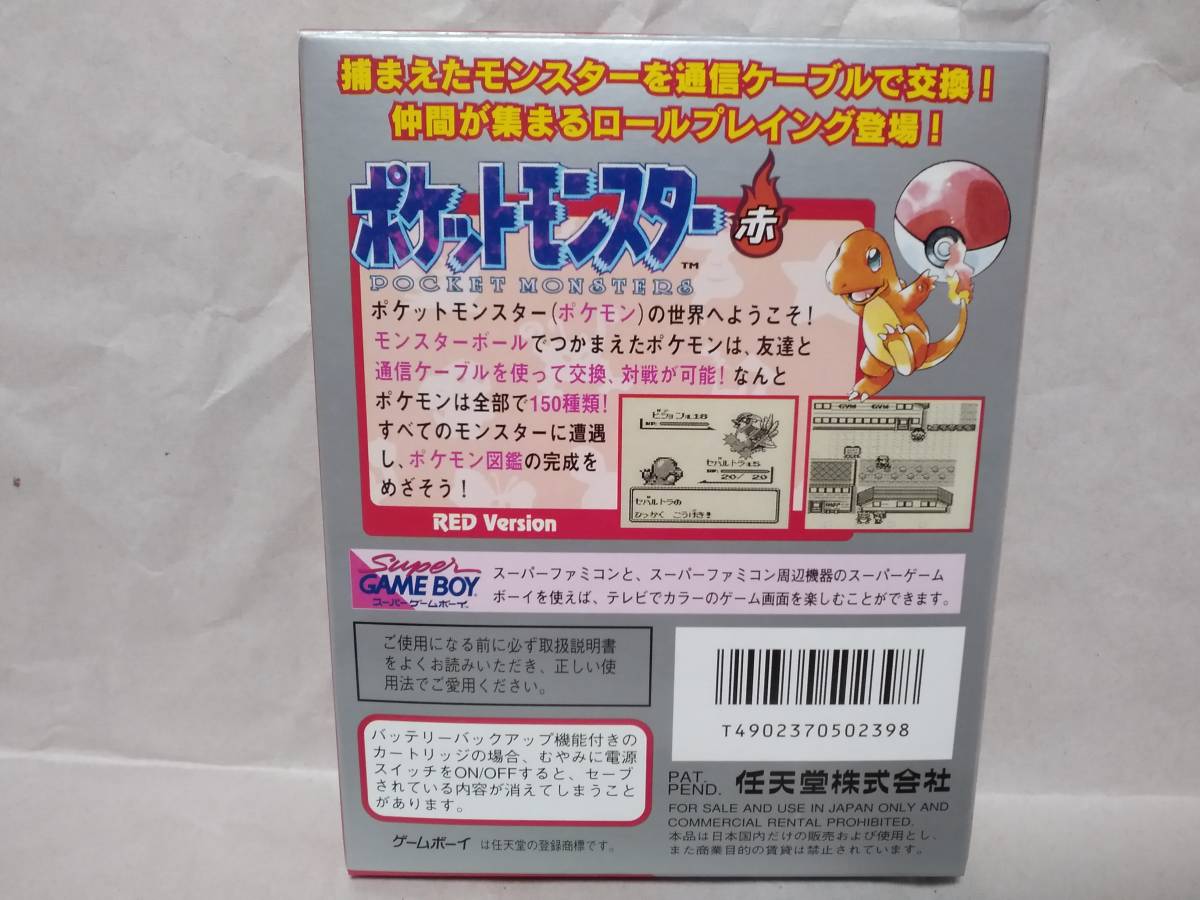 捕まえたモンスターを通信ケーブルで交換！
仲間が集まるロールプレイング登場！
ポケットモンスター 赤
TM
POCKET MONSTERS
ポケットモンスター(ポケモン)の世界へようこそ！
モンスターボールでつかまえたポケモンは、友達と
通信ケーブルを使って交換、対戦が可能！なんと
ポケモンは全部で150種類！
すべてのモンスターに遭遇
し、ポケモン図鑑の完成を
めざそう！
RED Version
ピジョン :L18
HP:
ゼバルトラ :L5
HP:
20/ 20
ゼバルトラの
ひっかく こうげき！
GYM GYM
Super
GAME BOY
スーパーゲームボーイ
スーパーファミコンと、スーパーファミコン周辺機器のスーパーゲーム
ボーイを使えば、テレビでカラーのゲーム画面を楽しむことができます。
ご使用になる前に必ず取扱説明書
をよくお読みいただき、正しい使
用法でご愛用ください。
T4902370502398
バッテリーバックアップ機能付きの
カートリッジの場合、むやみに電源
スイッチをON/OFFすると、セーブ
されている内容が消えてしまうこと
があります。
PAT.
PEND. 任天堂株式会社
FOR SALE AND USE IN JAPAN ONLY AND
COMMERCIAL RENTAL PROHIBITED.
本品は日本国内だけの販売および使用とし、
また商業目的の賃貸は禁止されています。
ゲームボーイ は任天堂の登録商標です。